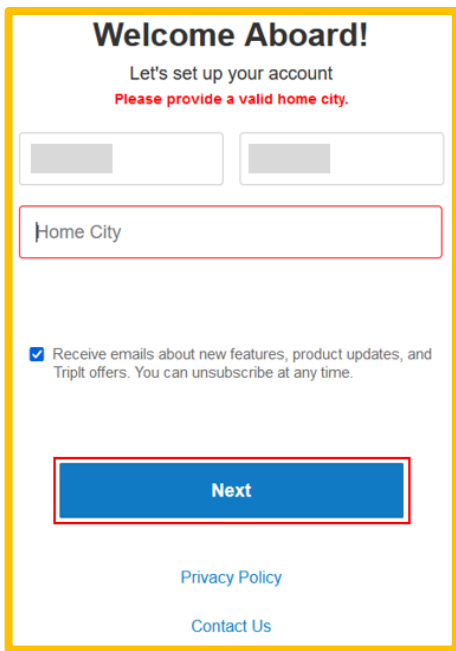 Welcome Aboard!
Let's set up your account
Please provide a valid home city.
Home City
Receive emails about new features, product updates, and
TripIt offers. You can unsubscribe at any time.
Next
Privacy Policy
Contact Us